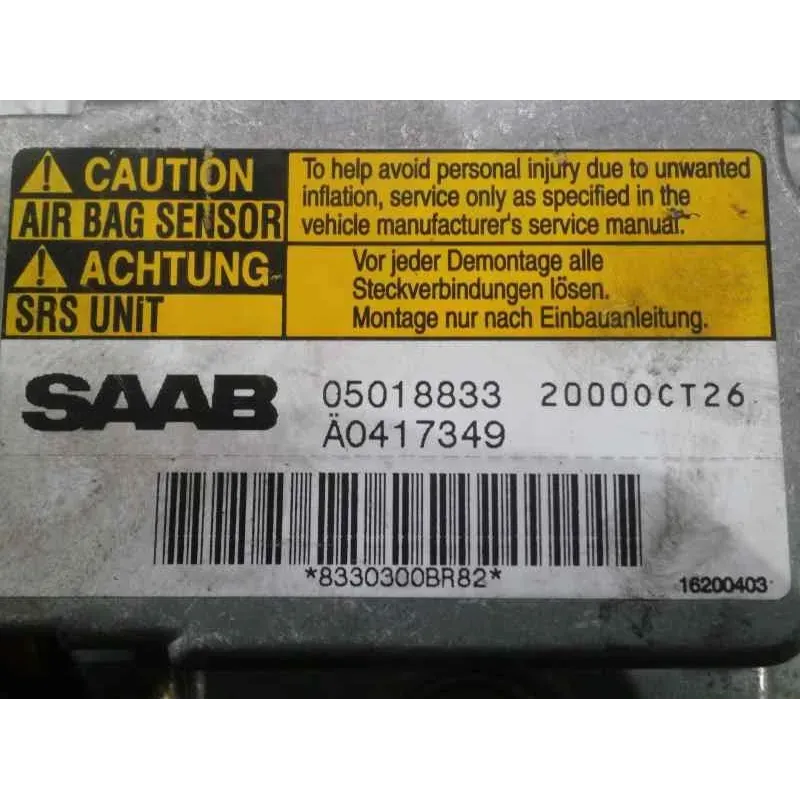 CAUTION
AIR BAG SENSOR
To help avoid personal injury due to unwanted
inflation, service only as specified in the
vehicle manufacturer's service manual.
ACHTUNG
SRS UNiT
Vor jeder Demontage alle
Steckverbindungen lösen.
Montage nur nach Einbauanleitung.
SAAB
05018833 20000CT26
Ä0417349
*8330300BR82*
16200403